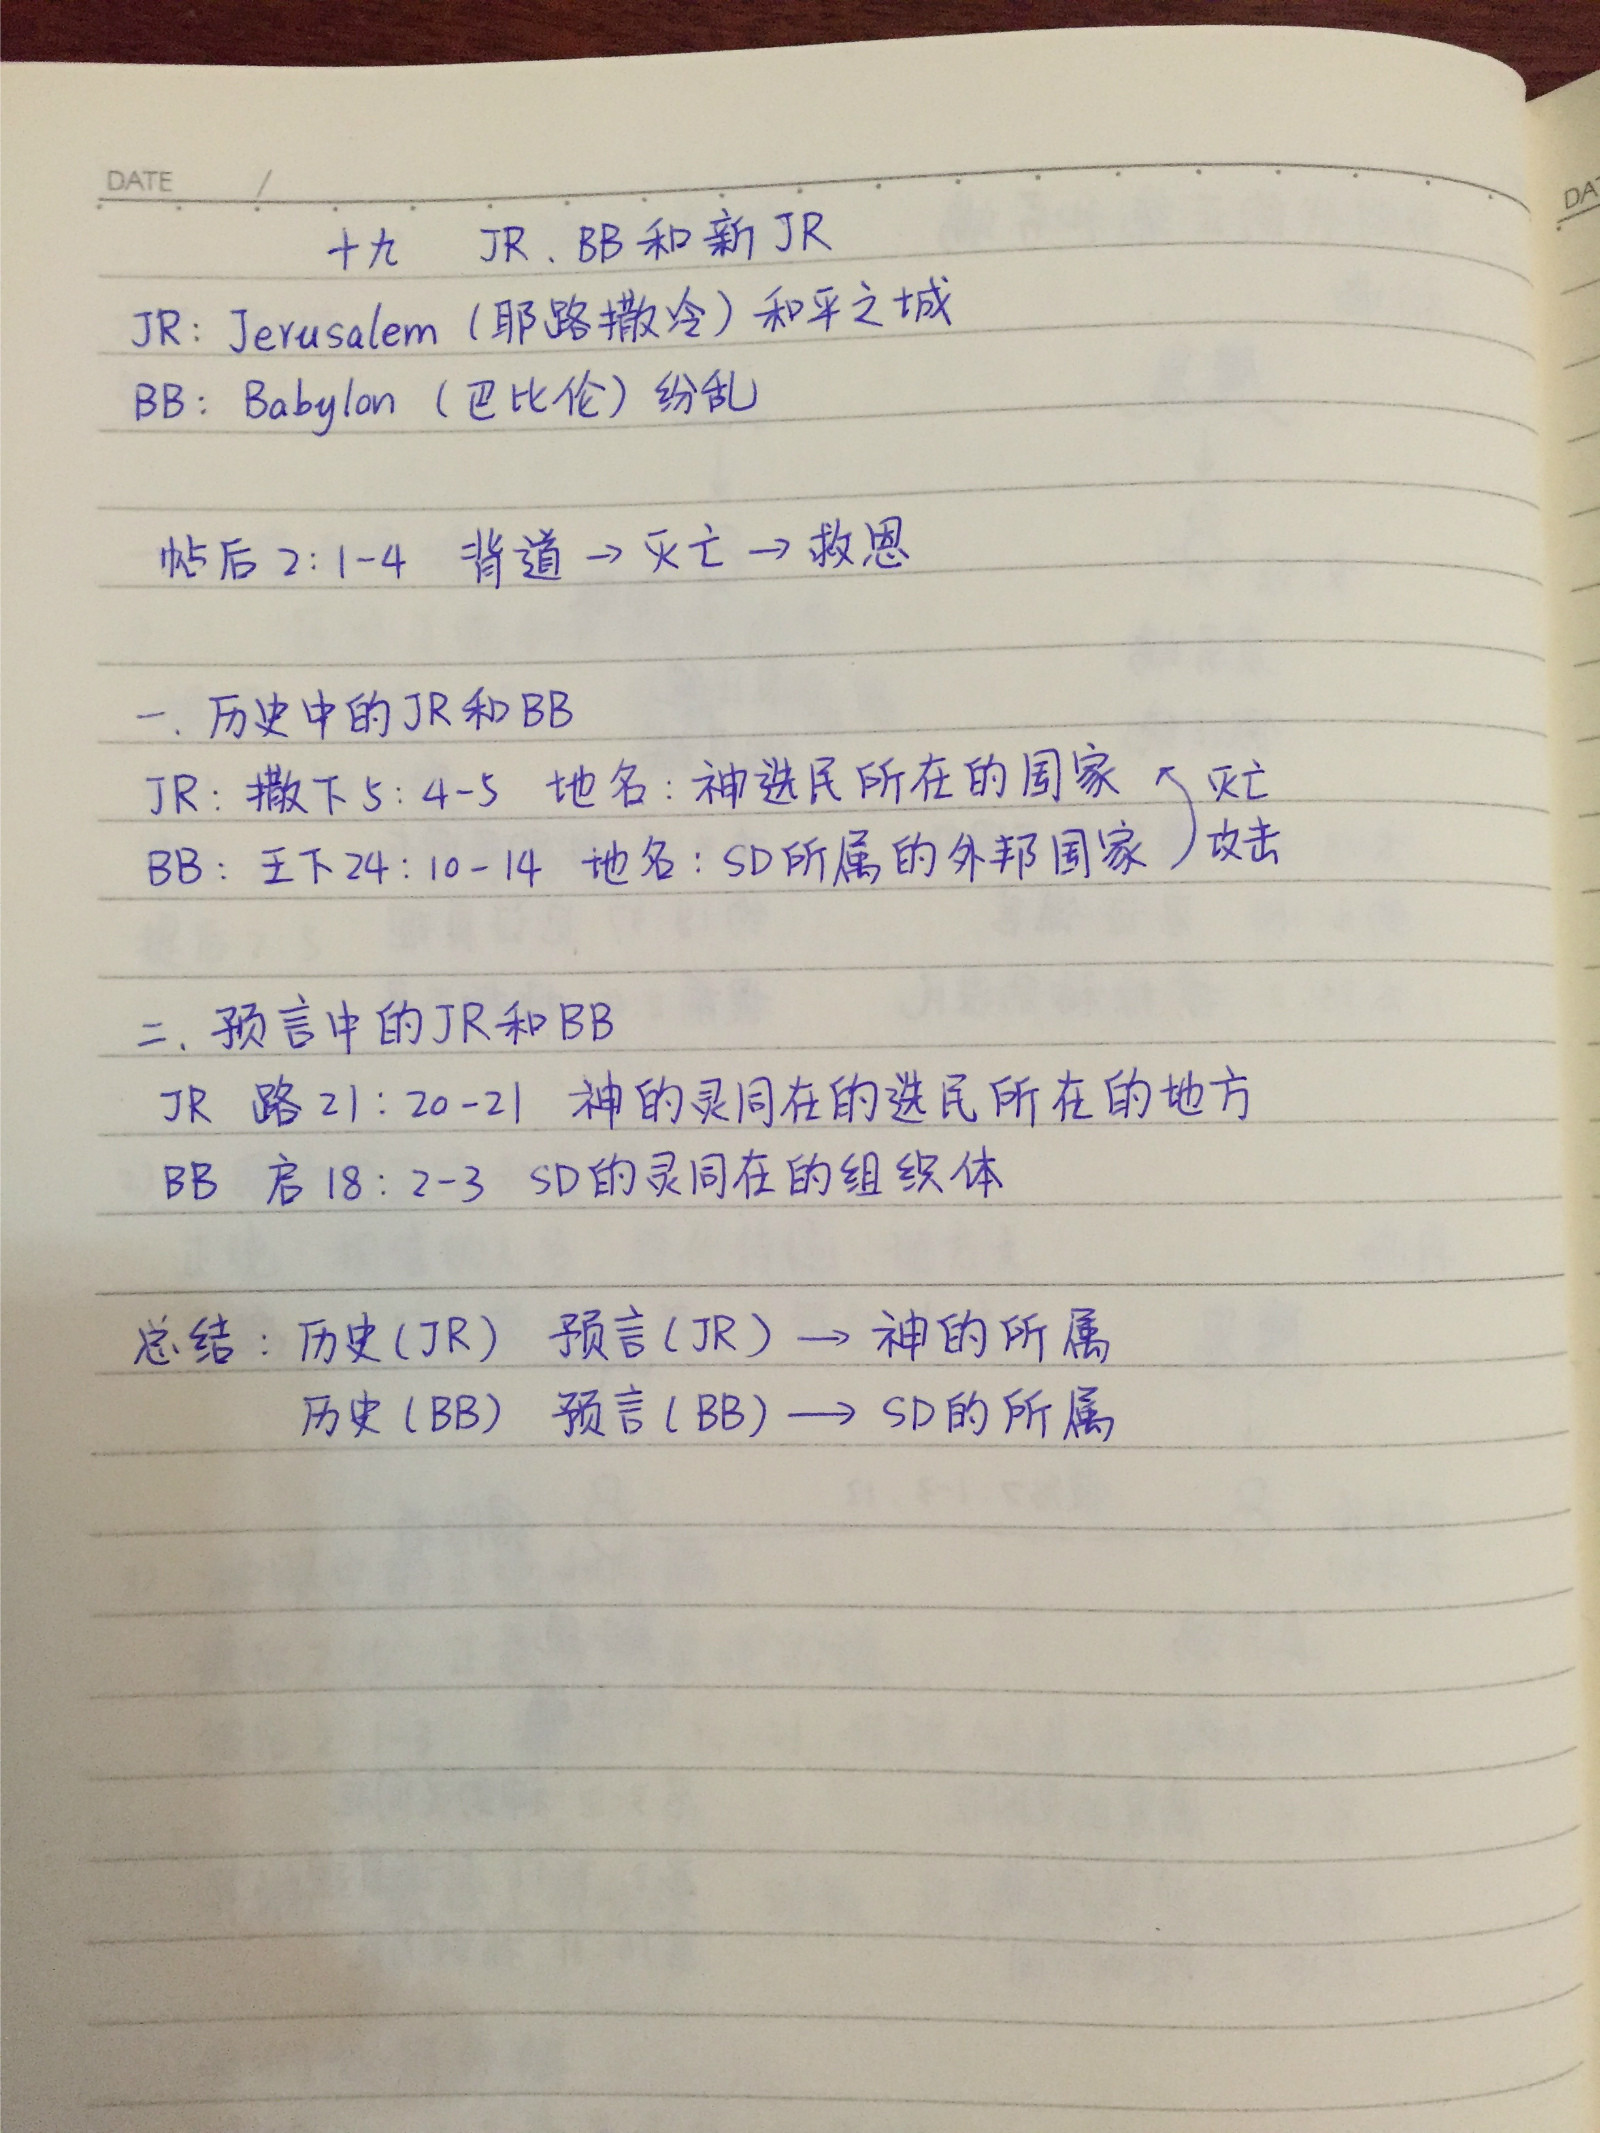 DATE /
十九 JR、BB和新JR
JR: Jerusalem (耶路撒冷) 和平之城
BB: Babylon (巴比伦) 纷乱
帖后2:1-4 背道→灭亡→救恩
一. 历史中的JR和BB
JR: 撒下5:4-5 地名: 神选民所在的国家 灭亡
BB: 王下24:10-14 地名: SD所属的外邦国家 攻击
二. 预言中的JR和BB
JR 路21:20-21 神的灵同在的选民所在的地方
BB 启18:2-3 SD的灵同在的组织体
总结: 历史(JR) 预言(JR)→神的所属
历史(BB) 预言(BB)→SD的所属